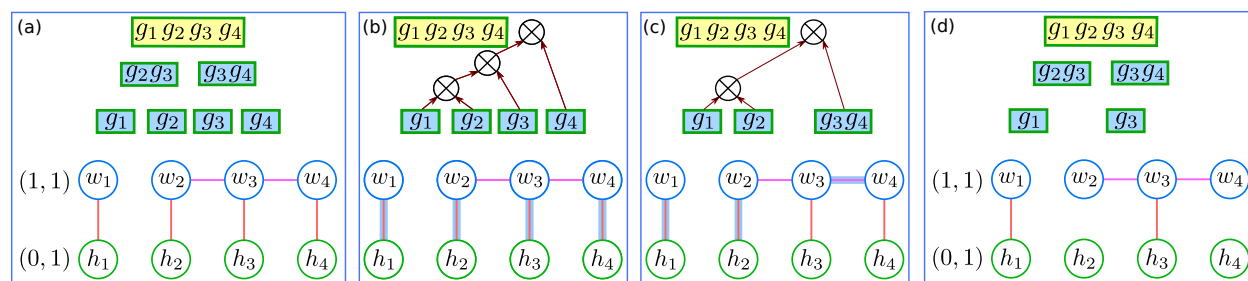 (a)
g₁ g₂ g₃ g₄
g₂g₃ g₃g₄
g₁ g₂ g₃ g₄
(1, 1) w₁ w₂ w₃ w₄
(0, 1) h₁ h₂ h₃ h₄
(b)
g₁ g₂ g₃ g₄
g₁ g₂ g₃ g₄
w₁ w₂ w₃ w₄
h₁ h₂ h₃ h₄
(c)
g₁ g₂ g₃ g₄
g₁ g₂ g₃g₄
w₁ w₂ w₃ w₄
h₁ h₂ h₃ h₄
(d)
g₁ g₂ g₃ g₄
g₂g₃ g₃g₄
g₁ g₃
(1, 1) w₁ w₂ w₃ w₄
(0, 1) h₁ h₂ h₃ h₄